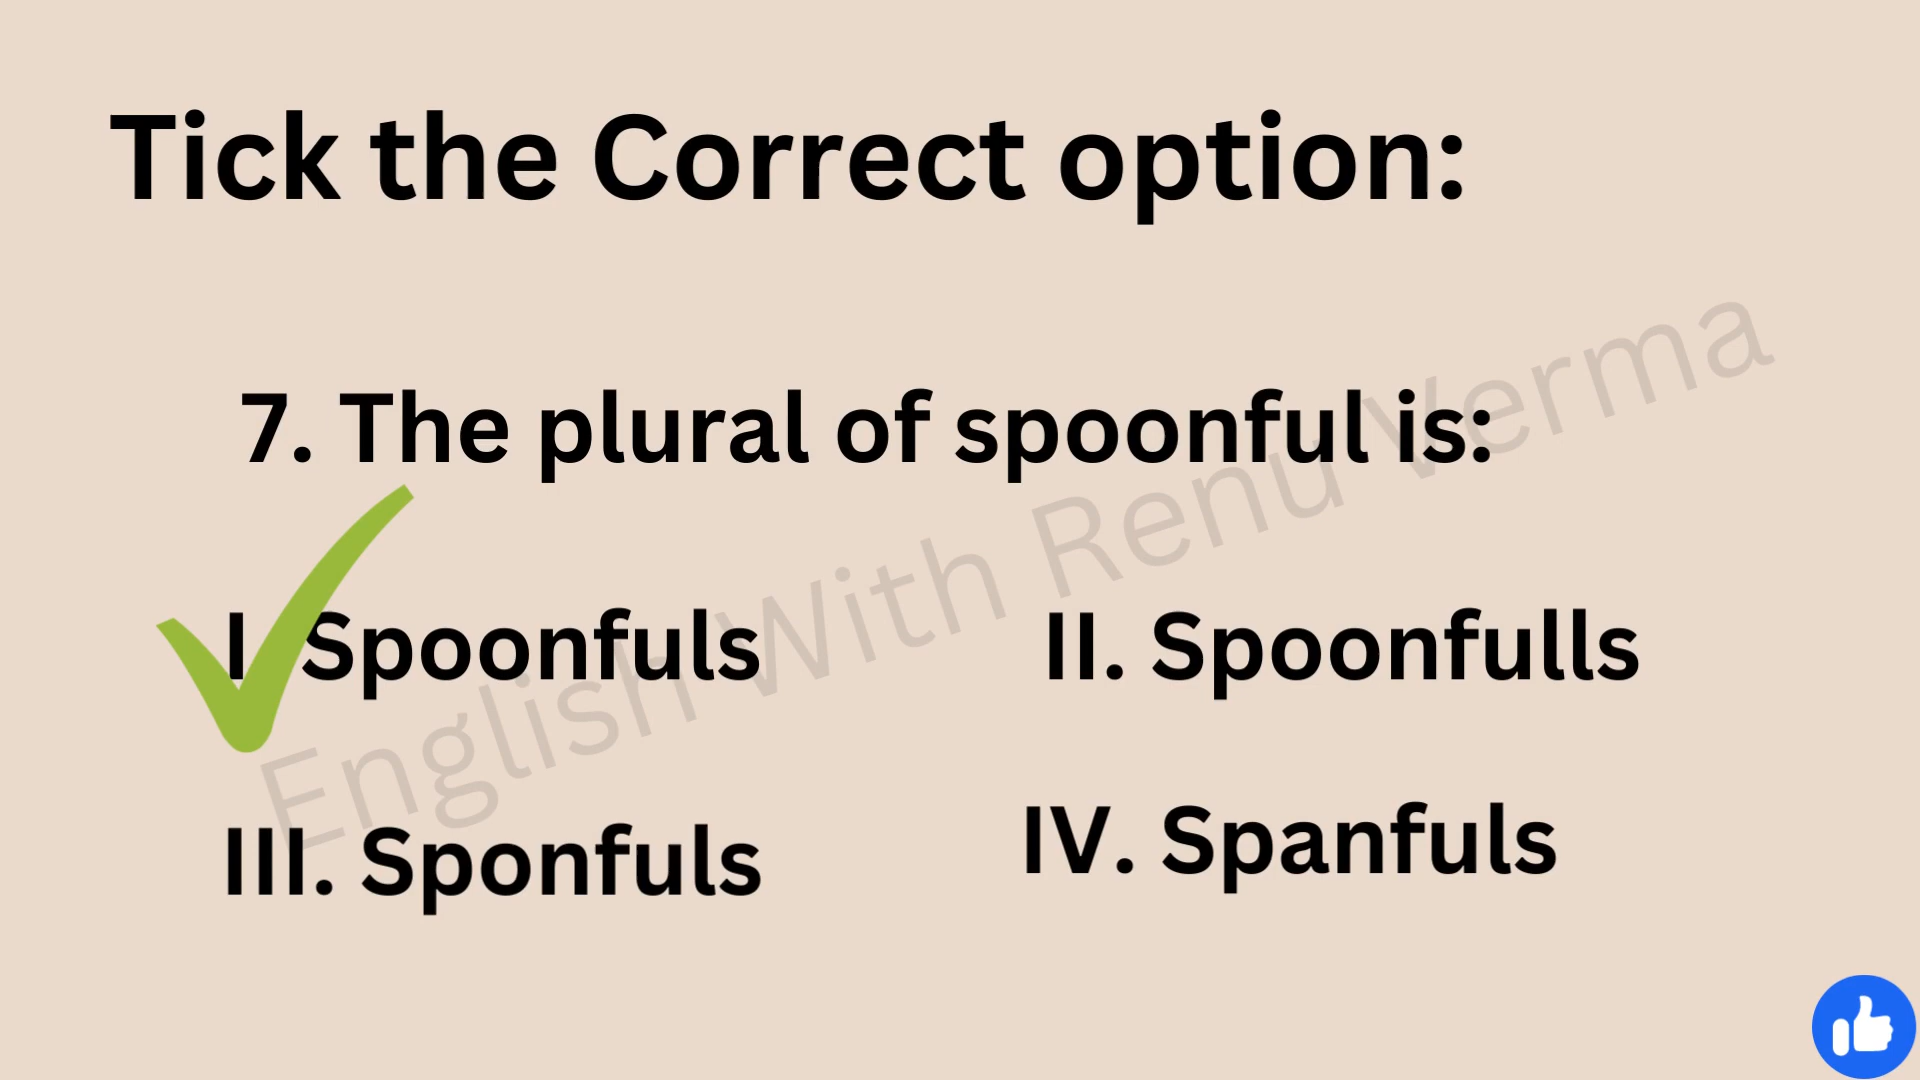 Tick the Correct option:
7. The plural of spoonful is:
I Spoonfuls
II. Spoonfulls
III. Sponfuls
IV. Spanfuls
English With Renu Verma